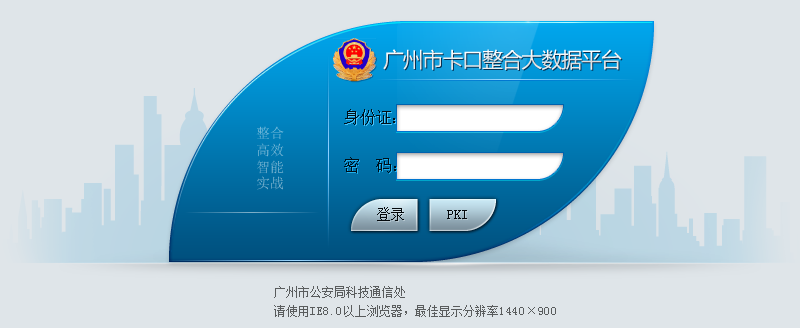 广州市卡口整合大数据平台
身份证:
整合
高效
智能
实战
密 码:
登录 PKI
广州市公安局科技通信处
请使用IE8.0以上浏览器，最佳显示分辨率1440×900